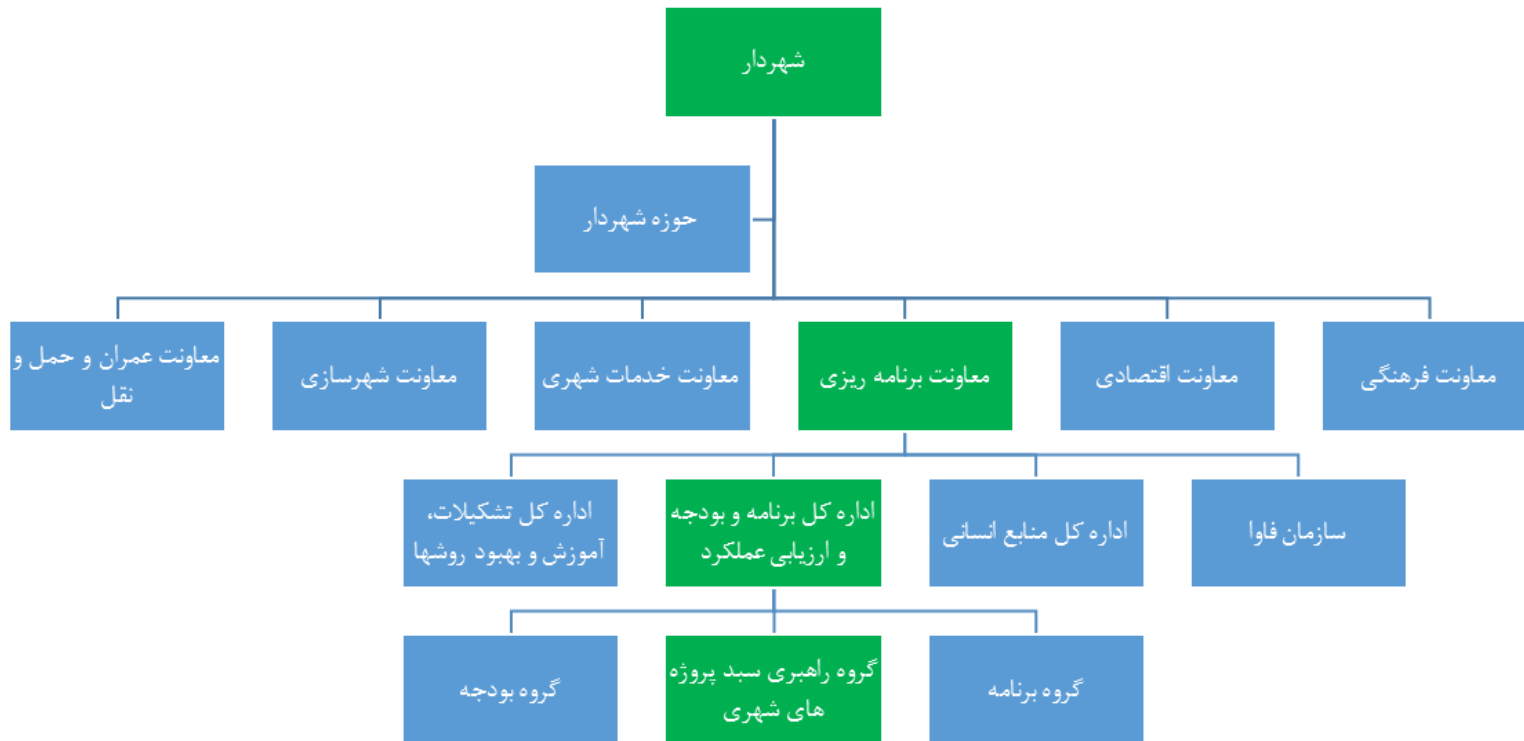 شهردار
حوزه شهردار
معاونت فرهنگی
معاونت اقتصادی
معاونت برنامه ریزی
معاونت خدمات شهری
معاونت شهرسازی
معاونت عمران و حمل و
نقل
سازمان فاوا
اداره کل منابع انسانی
اداره کل برنامه و بودجه
و ارزیابی عملکرد
اداره کل تشکیلات،
آموزش و بهبود روشها
گروه برنامه
گروه راهبری سبد پروژه
های شهری
گروه بودجه